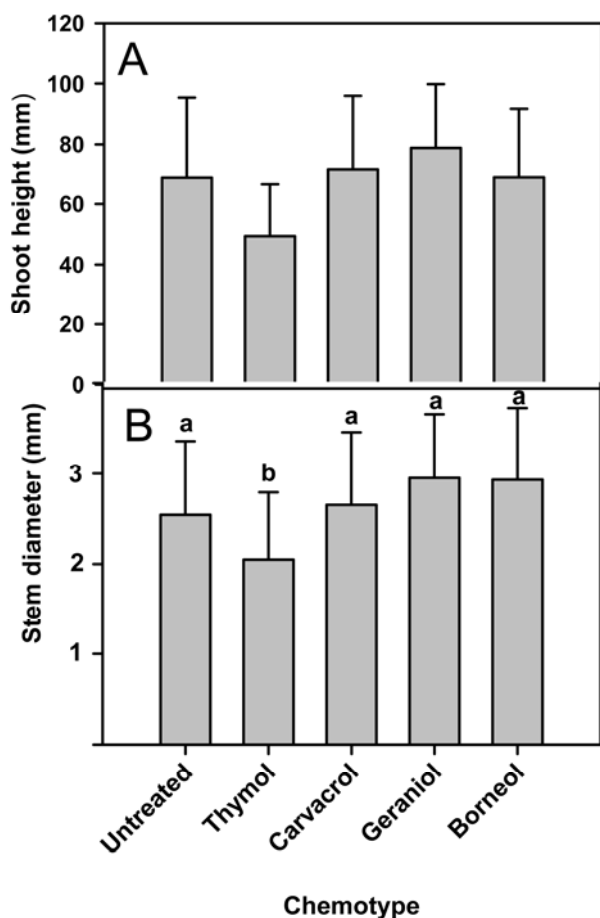 120
A
100
80
60
40
20
0
Shoot height (mm)
B
a
b
a
a
a
3
2
1
Stem diameter (mm)
Untreated
Thymol
Carvacrol
Geraniol
Borneol
Chemotype